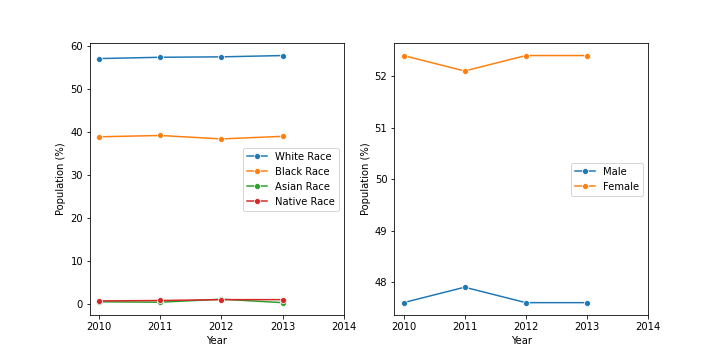 60
50
40
30
20
10
0
Population (%)
2010 2011 2012 2013 2014
Year
White Race
Black Race
Asian Race
Native Race
52
51
50
49
48
Population (%)
2010 2011 2012 2013 2014
Year
Male
Female